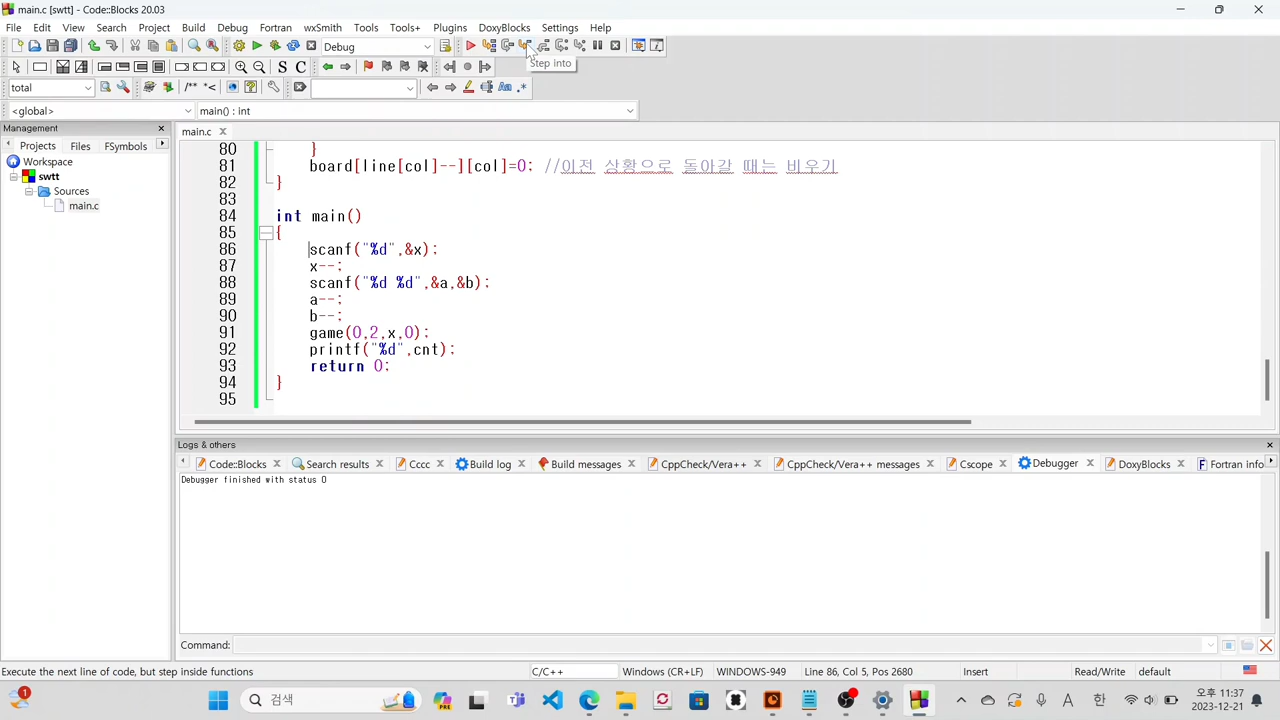 main.c [swtt] - Code::Blocks 20.03
File Edit View Search Project Build Debug Fortran wxSmith Tools Tools+ Plugins DoxyBlocks Settings Help
Debug
S C
Step into
total
/** *<
Aa .*
<global>
main() : int
Management
main.c
Projects Files FSymbols
Workspace
swtt
Sources
main.c
80 }
81 board[line[col]--][col]=0; //이전 상황으로 돌아갈 때는 비우기
82 }
83
84 int main()
85 {
86 scanf("%d",&x);
87 x--;
88 scanf("%d %d",&a,&b);
89 a--;
90 b--;
91 game(0,2,x,0);
92 printf("%d",cnt);
93 return 0;
94 }
95
Logs & others
Code::Blocks Search results Cccc Build log Build messages CppCheck/Vera++ CppCheck/Vera++ messages Cscope Debugger DoxyBlocks Fortran info
Debugger finished with status 0
Command:
Execute the next line of code, but step inside functions
C/C++
Windows (CR+LF) WINDOWS-949 Line 86, Col 5, Pos 2680 Insert Read/Write default
1
검색
PRE
A 한
오후 11:37
2023-12-21